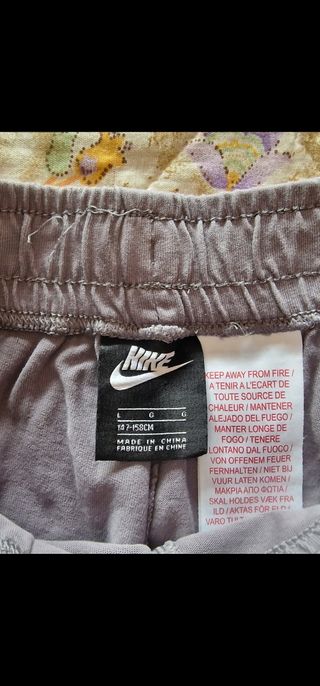 NIKE
L G G
147-158CM
MADE IN CHINA
FABRIQUE EN CHINE
KEEP AWAY FROM FIRE /
A TENIR A L'ECART DE
TOUTE SOURCE DE
CHALEUR / MANTENER
ALEJADO DEL FUEGO /
MANTER LONGE DE
FOGO / TENERE
LONTANO DAL FUOCO /
VON OFFENEM FEUER
FERNHALTEN / NIET BIJ
VUUR LATEN KOMEN /
ΜΑΚΡΙΑ ΑΠΟ ΦΩΤΙΑ /
SKAL HOLDES VÆK FRA
ILD / AKTAS FÖR ELD /
VARO